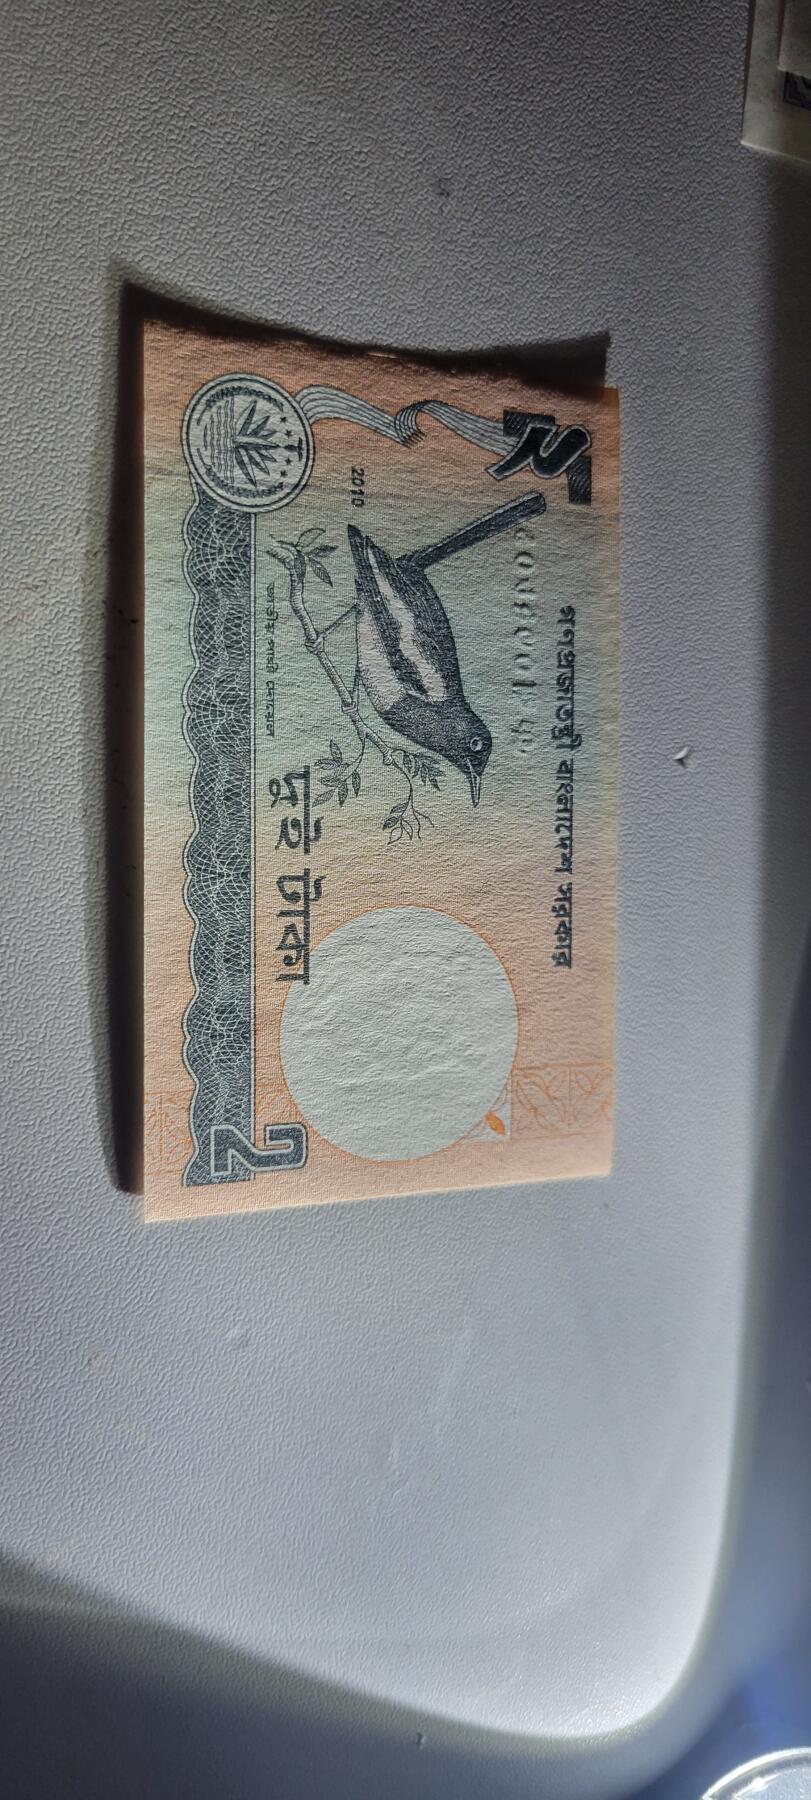 গণপ্রজাতন্ত্রী বাংলাদেশ সরকার
২
2010
জাতীয় পাখী দোয়েল
দুই টাকা
2